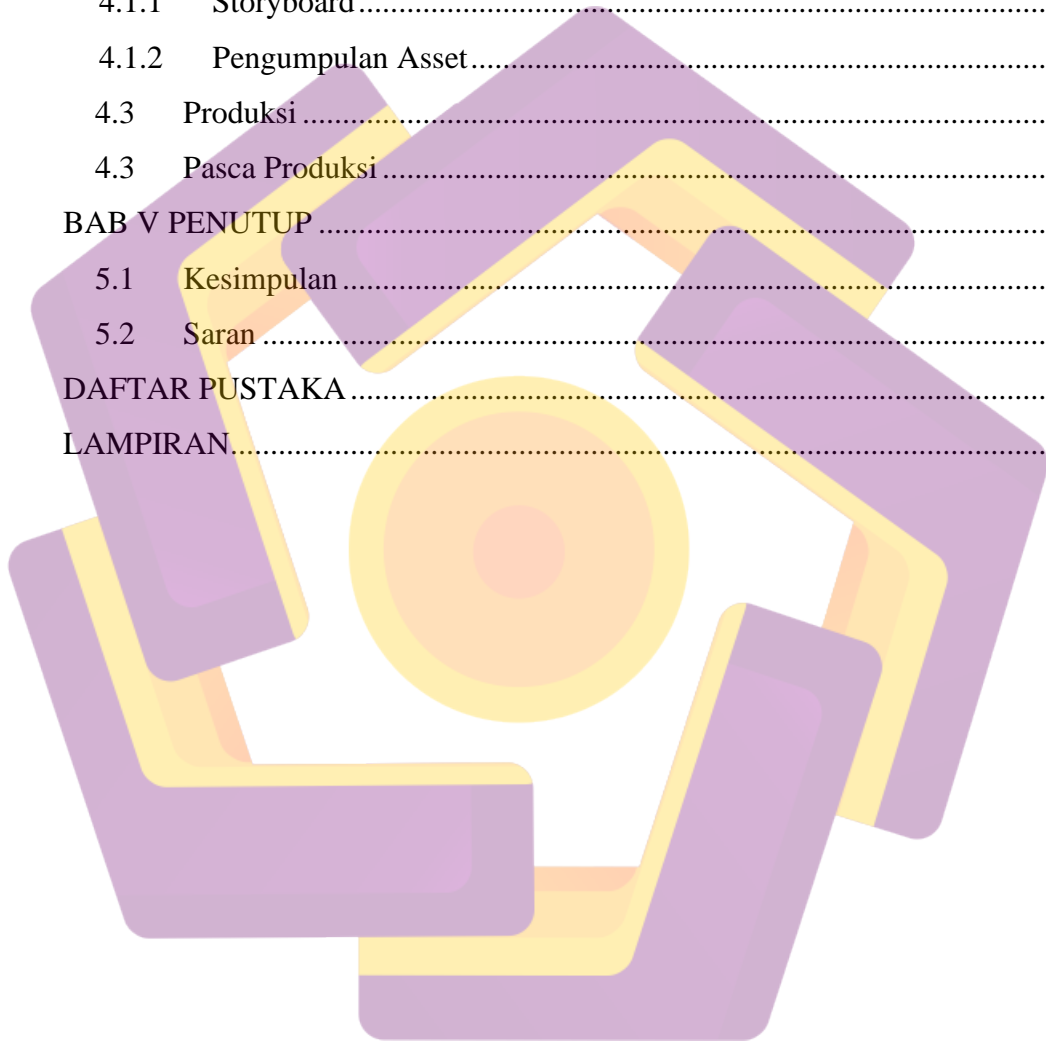 4.1.1 Storyboard........................................................................
4.1.2 Pengumpulan Asset............................................................
4.3 Produksi..............................................................................
4.3 Pasca Produksi....................................................................
BAB V PENUTUP........................................................................
5.1 Kesimpulan.........................................................................
5.2 Saran..................................................................................
DAFTAR PUSTAKA.....................................................................
LAMPIRAN.................................................................................